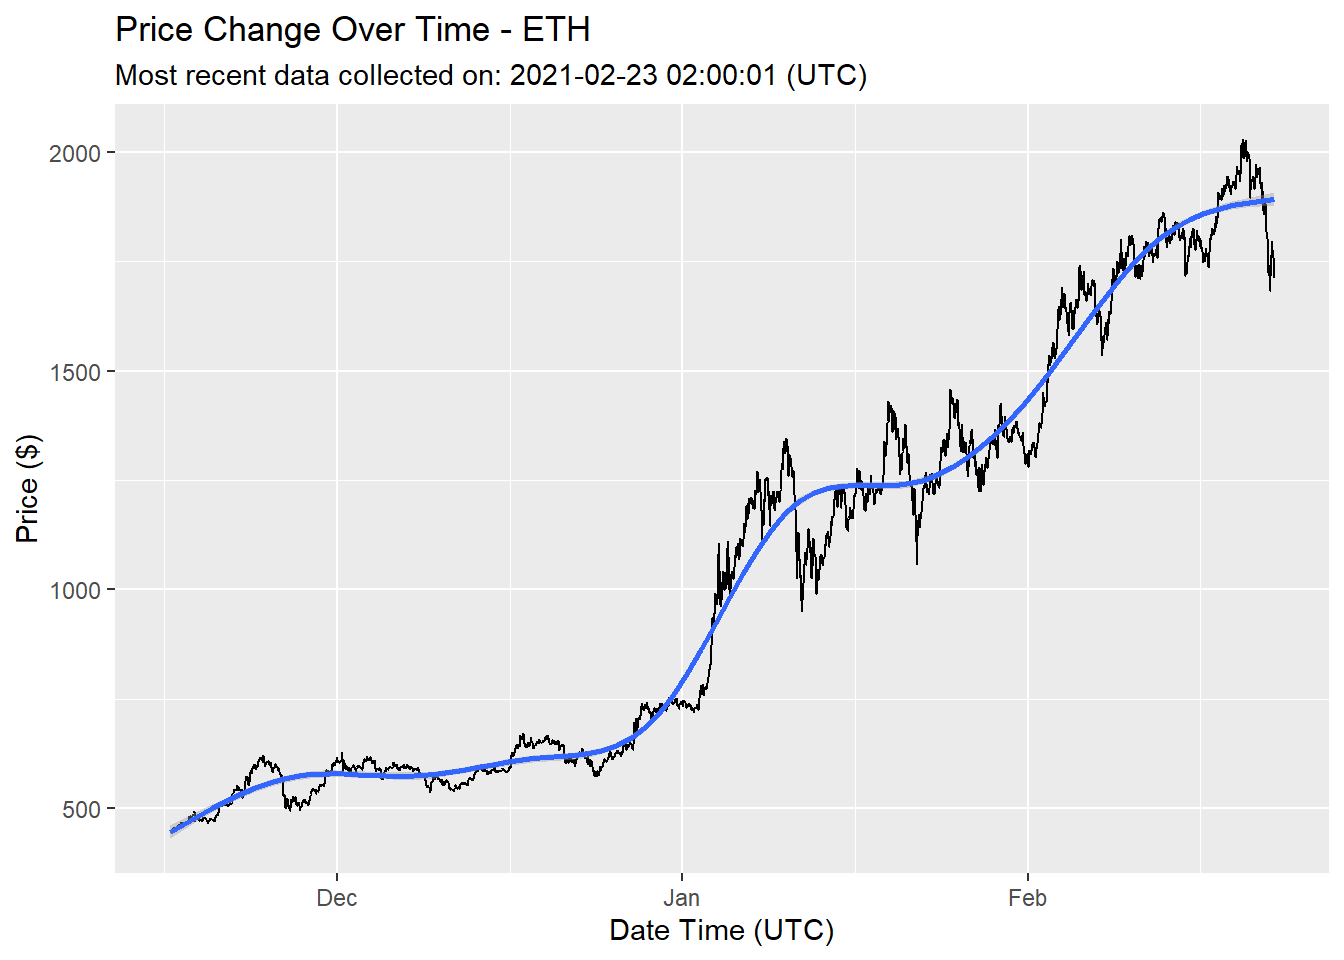 Price Change Over Time - ETH
Most recent data collected on: 2021-02-23 02:00:01 (UTC)
2000
1500
1000
500
Price ($)
Dec Jan Feb
Date Time (UTC)